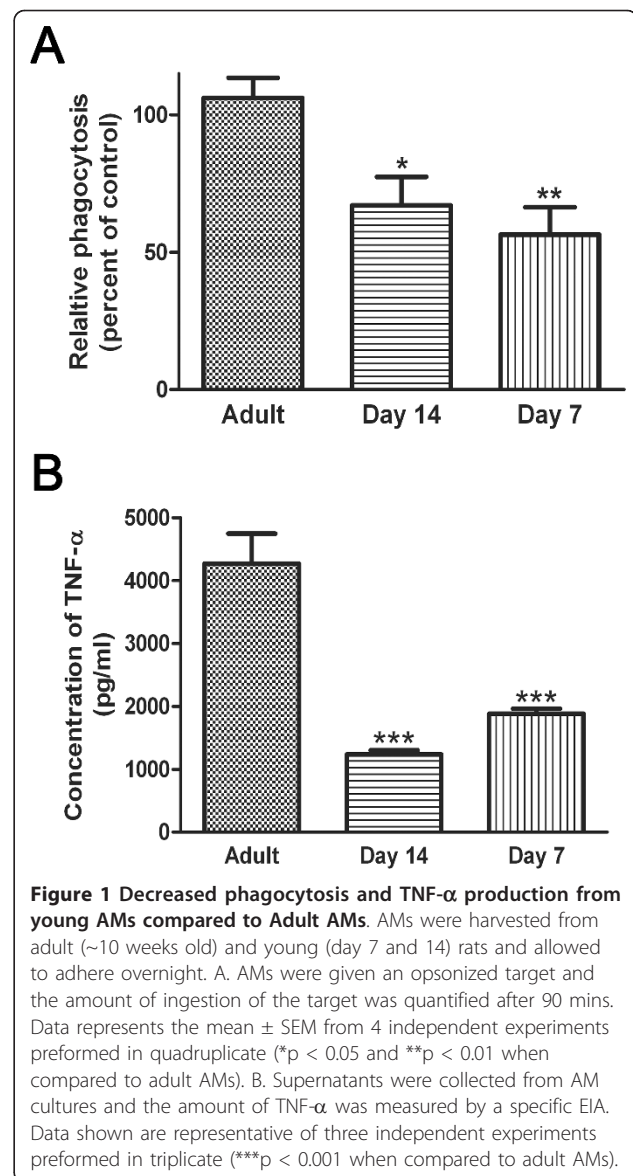 A
Relaltive phagocytosis
(percent of control)
100
50
0
*
**
Adult Day 14 Day 7
B
Concentration of TNF-α
(pg/ml)
5000
4000
3000
2000
1000
0
***
***
Adult Day 14 Day 7
Figure 1 Decreased phagocytosis and TNF-α production from
young AMs compared to Adult AMs. AMs were harvested from
adult (~10 weeks old) and young (day 7 and 14) rats and allowed
to adhere overnight. A. AMs were given an opsonized target and
the amount of ingestion of the target was quantified after 90 mins.
Data represents the mean ± SEM from 4 independent experiments
preformed in quadruplicate (*p < 0.05 and **p < 0.01 when
compared to adult AMs). B. Supernatants were collected from AM
cultures and the amount of TNF-α was measured by a specific EIA.
Data shown are representative of three independent experiments
preformed in triplicate (***p < 0.001 when compared to adult AMs).